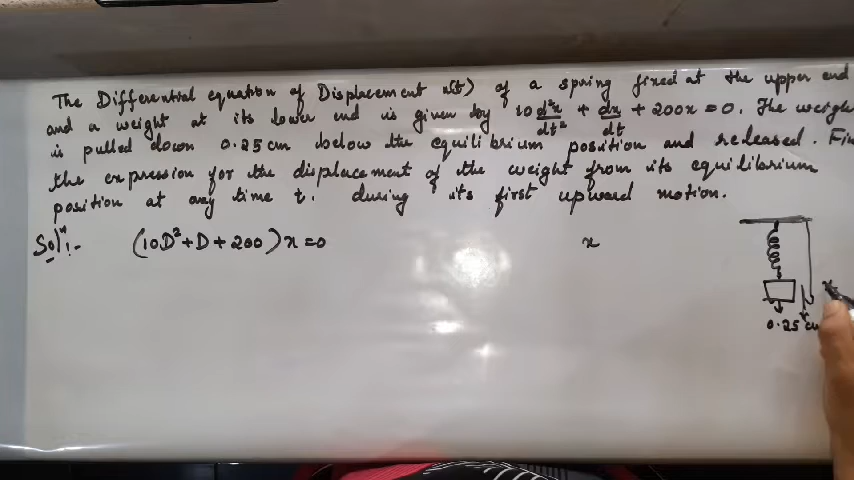 The Differential equation of Displacement x(t) of a spring fixed at the upper end
and a weight at its lower end is given by 10 d²x/dt² + dx/dt + 200x = 0. The weight
is pulled down 0.25 cm below the equilibrium position and released. Fin
the expression for the displacement of the weight from its equilibrium
position at any time t. during its first upward motion.
Solⁿ:- (10D²+D+200)x=0 x
x
0.25 cm